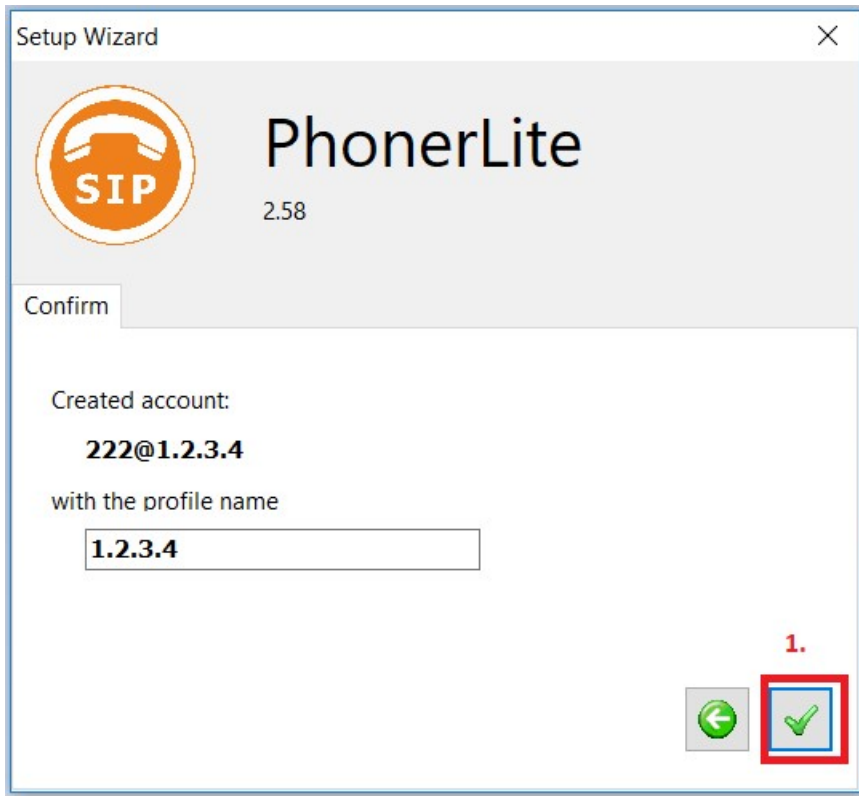 Setup Wizard
SIP
PhonerLite
2.58
Confirm
Created account:
222@1.2.3.4
with the profile name
1.2.3.4
1.